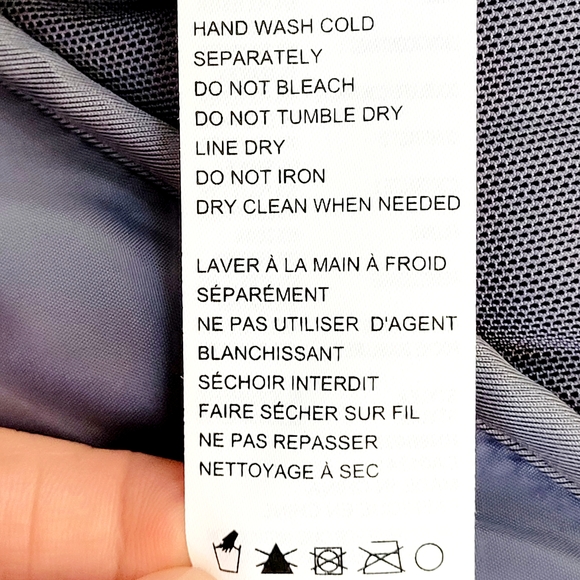 HAND WASH COLD
SEPARATELY
DO NOT BLEACH
DO NOT TUMBLE DRY
LINE DRY
DO NOT IRON
DRY CLEAN WHEN NEEDED
LAVER À LA MAIN À FROID
SÉPARÉMENT
NE PAS UTILISER D'AGENT
BLANCHISSANT
SÉCHOIR INTERDIT
FAIRE SÉCHER SUR FIL
NE PAS REPASSER
NETTOYAGE À SEC